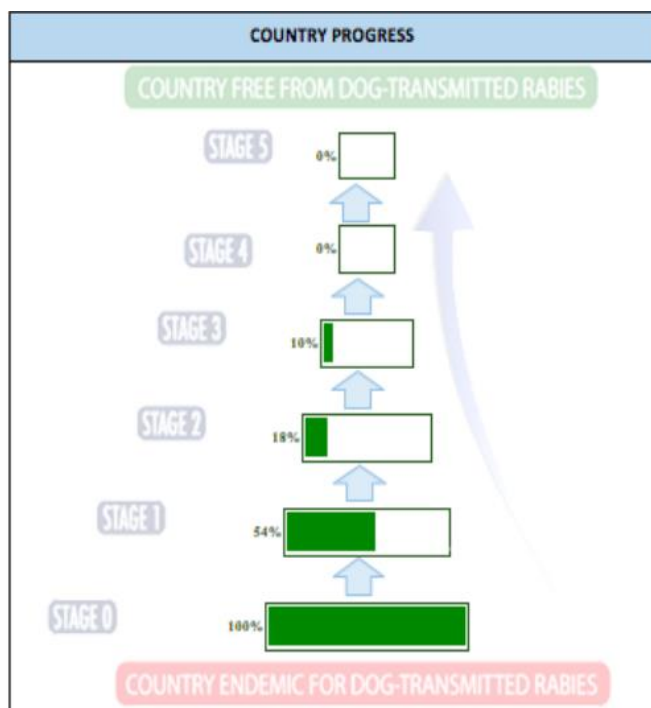 COUNTRY PROGRESS
COUNTRY FREE FROM DOG-TRANSMITTED RABIES
STAGE 5
0%
STAGE 4
0%
STAGE 3
10%
STAGE 2
18%
STAGE 1
54%
STAGE 0
100%
COUNTRY ENDEMIC FOR DOG-TRANSMITTED RABIES